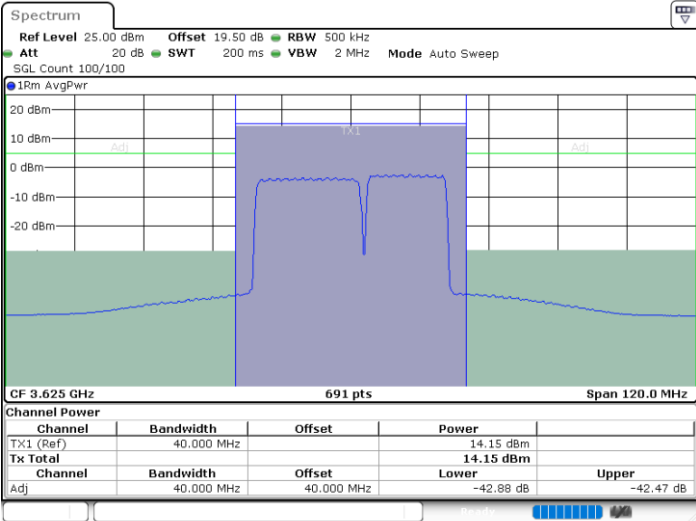 Spectrum
Ref Level 25.00 dBm Offset 19.50 dB RBW 500 kHz
Att 20 dB SWT 200 ms VBW 2 MHz Mode Auto Sweep
SGL Count 100/100
1Rm AvgPwr
20 dBm
TX1
10 dBm
Adj Adj
0 dBm
-10 dBm
-20 dBm
CF 3.625 GHz 691 pts Span 120.0 MHz
Channel Power
Channel Bandwidth Offset Power
TX1 (Ref) 40.000 MHz 14.15 dBm
Tx Total 14.15 dBm
Channel Bandwidth Offset Lower Upper
Adj 40.000 MHz 40.000 MHz -42.88 dB -42.47 dB
Ready